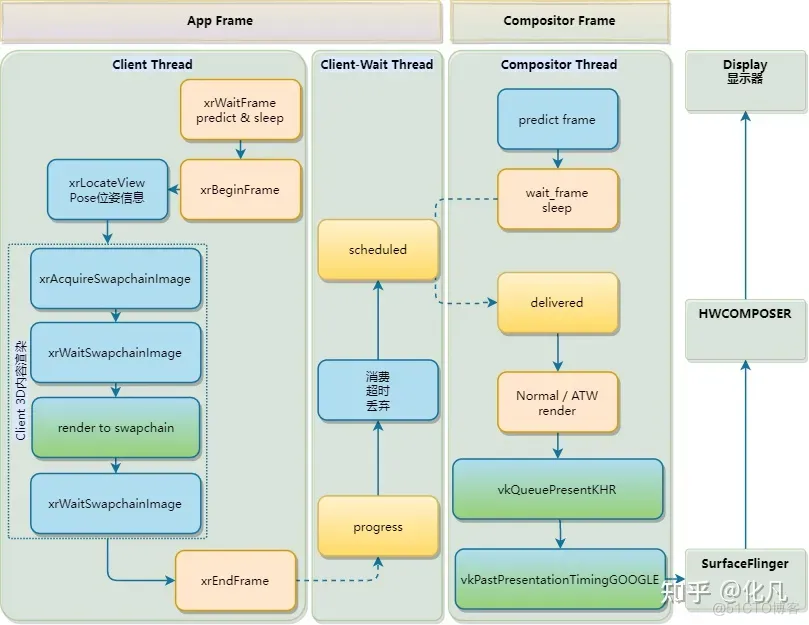 App Frame
Compositor Frame
Client Thread
xrWaitFrame
predict & sleep
xrBeginFrame
xrLocateView
Pose位姿信息
Client 3D内容渲染
xrAcquireSwapchainImage
xrWaitSwapchainImage
render to swapchain
xrWaitSwapchainImage
xrEndFrame
Client-Wait Thread
scheduled
消费
超时
丢弃
progress
Compositor Thread
predict frame
wait_frame
sleep
delivered
Normal / ATW
render
vkQueuePresentKHR
vkPastPresentationTimingGOOGLE
Display
显示器
HWCOMPOSER
SurfaceFlinger
知乎 @化凡
@51CTO博客